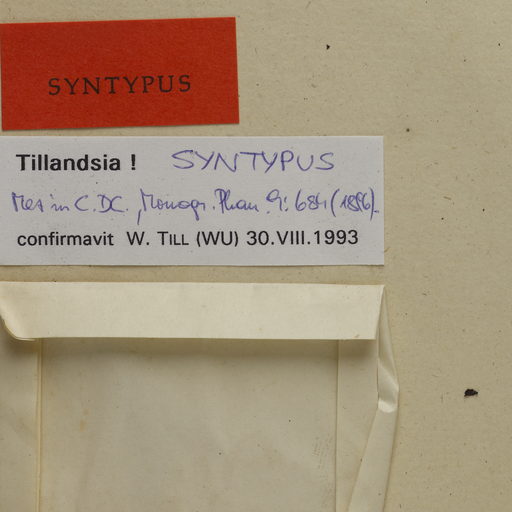 SYNTYPUS
Tillandsia ! SYNTYPUS
Mez in C. DC., Monogr. Phan. 9: 684 (1896).
confirmavit W. TILL (WU) 30.VIII.1993